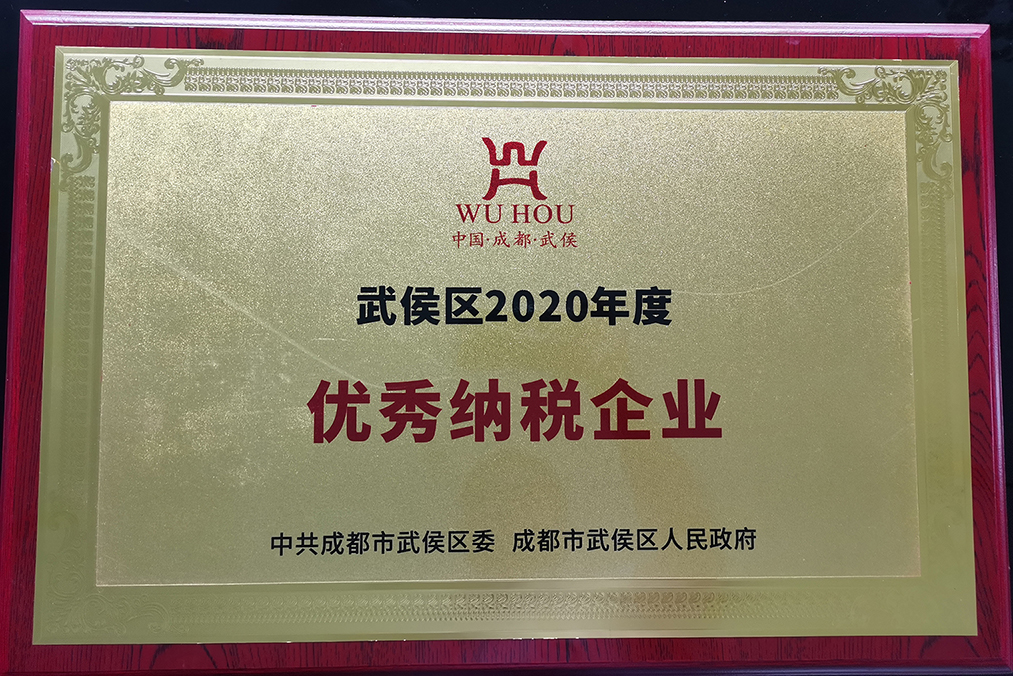 WU HOU
中国·成都·武侯
武侯区2020年度
优秀纳税企业
中共成都市武侯区委 成都市武侯区人民政府